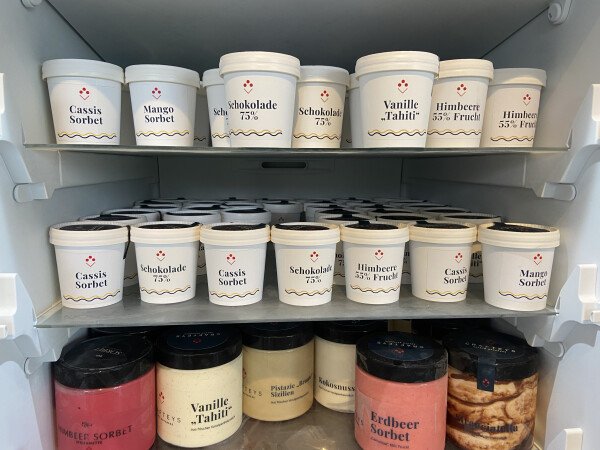 Cassis
Sorbet
Mango
Sorbet
Schokolade
75%
Schokolade
75%
Vanille
„Tahiti“
Himbeere
55% Frucht
Himbeere
55% Frucht
Cassis
Sorbet
Schokolade
75%
Cassis
Sorbet
Schokolade
75%
Himbeere
55% Frucht
Cassis
Sorbet
Mango
Sorbet
HIMBEER SORBET
Vanille
„Tahiti“
Pistazie
Sizilien
Kokosnuss
Erdbeer
Sorbet